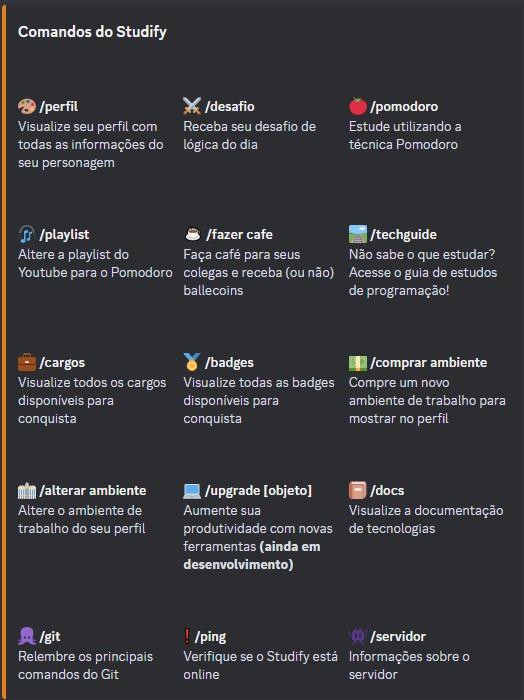 Comandos do Studify
/perfil
Visualize seu perfil com
todas as informações do
seu personagem
/desafio
Receba seu desafio de
lógica do dia
/pomodoro
Estude utilizando a
técnica Pomodoro
/playlist
Altere a playlist do
Youtube para o Pomodoro
/fazer cafe
Faça café para seus
colegas e receba (ou não)
ballecoins
/techguide
Não sabe o que estudar?
Acesse o guia de estudos
de programação!
/cargos
Visualize todos os cargos
disponíveis para
conquista
/badges
Visualize todas as badges
disponíveis para
conquista
/comprar ambiente
Compre um novo
ambiente de trabalho para
mostrar no perfil
/alterar ambiente
Altere o ambiente de
trabalho do seu perfil
/upgrade [objeto]
Aumente sua
produtividade com novas
ferramentas (ainda em
desenvolvimento)
/docs
Visualize a documentação
de tecnologias
/git
Relembre os principais
comandos do Git
/ping
Verifique se o Studify está
online
/servidor
Informações sobre o
servidor